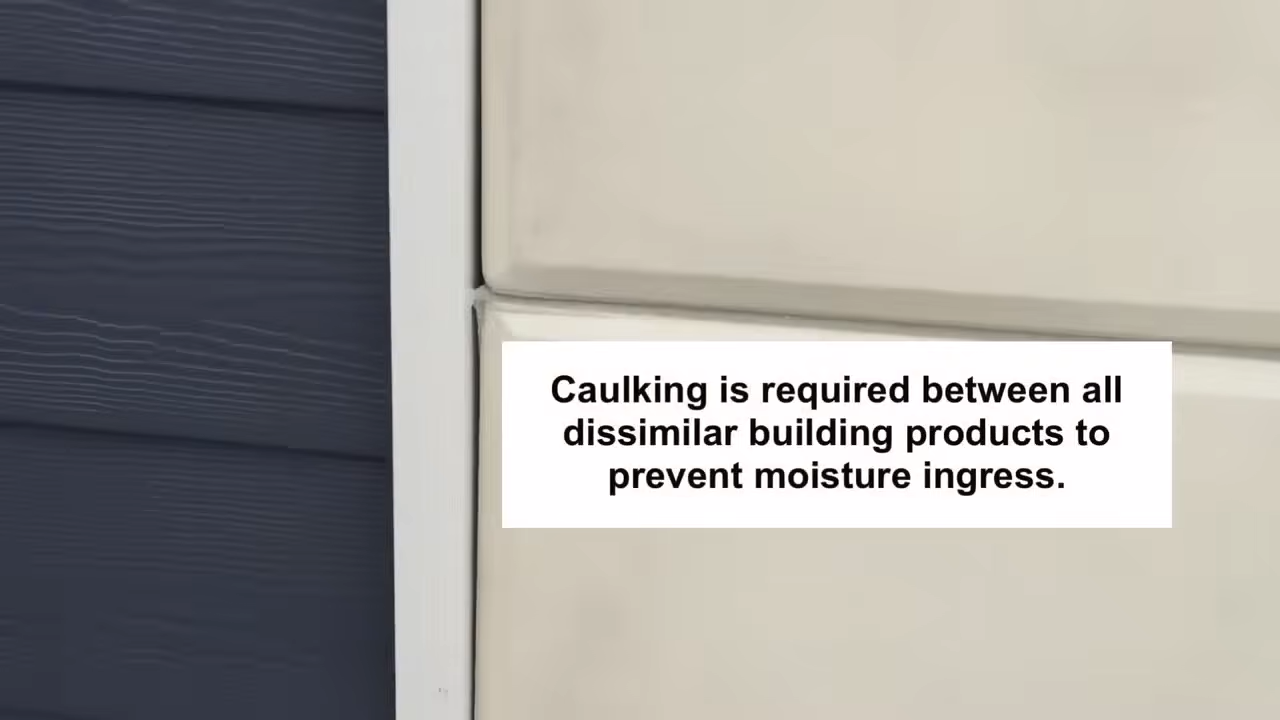 Caulking is required between all
dissimilar building products to
prevent moisture ingress.